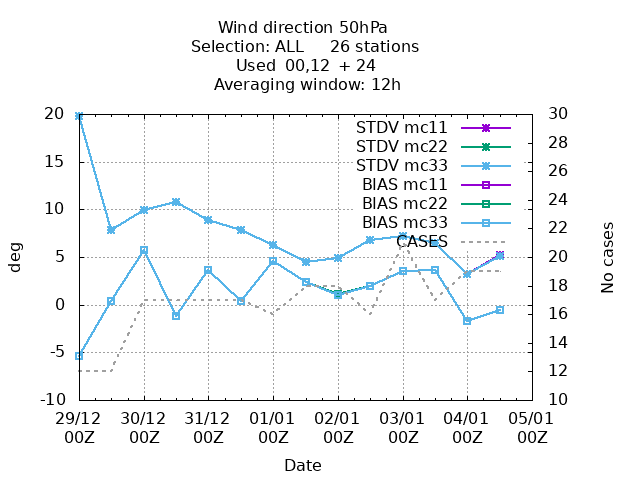 Wind direction 50hPa
Selection: ALL 26 stations
Used 00,12 + 24
Averaging window: 12h
20
15
10
5
0
-5
-10
deg
STDV mc11
STDV mc22
STDV mc33
BIAS mc11
BIAS mc22
BIAS mc33
CASES
30
28
26
24
22
20
18
16
14
12
10
No cases
29/12 30/12 31/12 01/01 02/01 03/01 04/01 05/01
00Z 00Z 00Z 00Z 00Z 00Z 00Z 00Z
Date